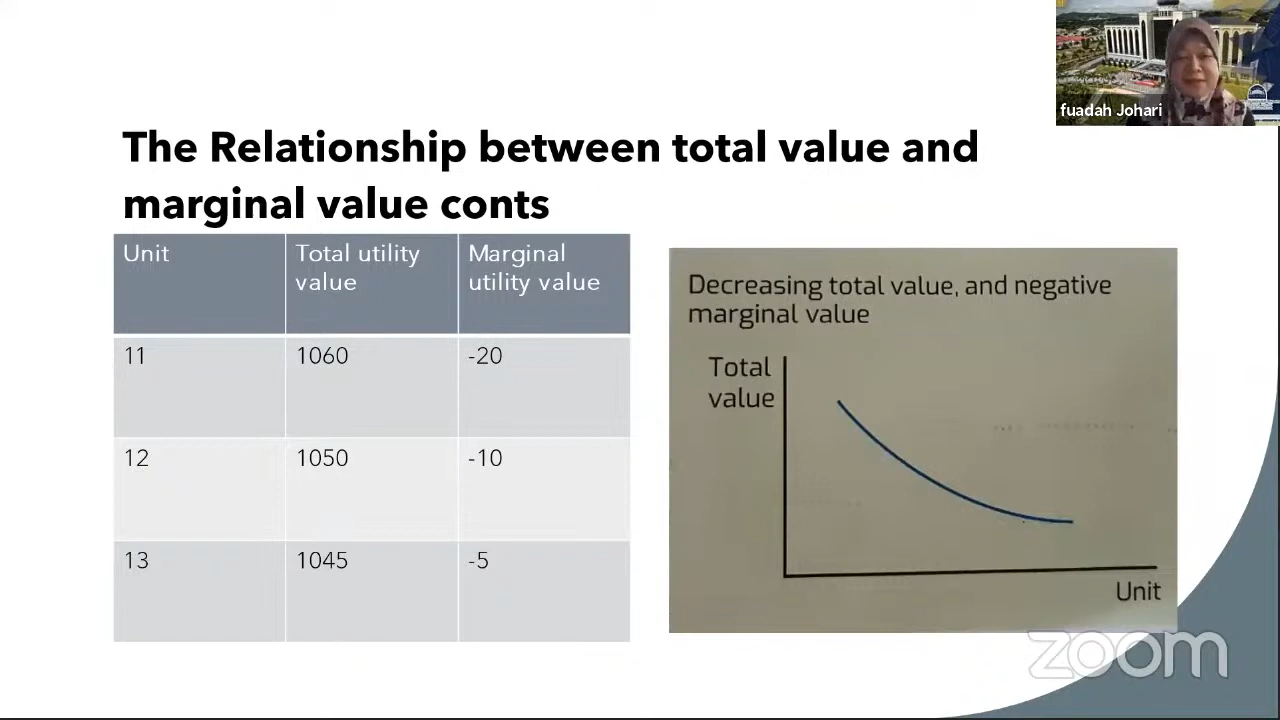 fuadah Johari
The Relationship between total value and
marginal value conts
Unit
Total utility
value
Marginal
utility value
11
1060
-20
12
1050
-10
13
1045
-5
Decreasing total value, and negative
marginal value
Total
value
Unit
zoom